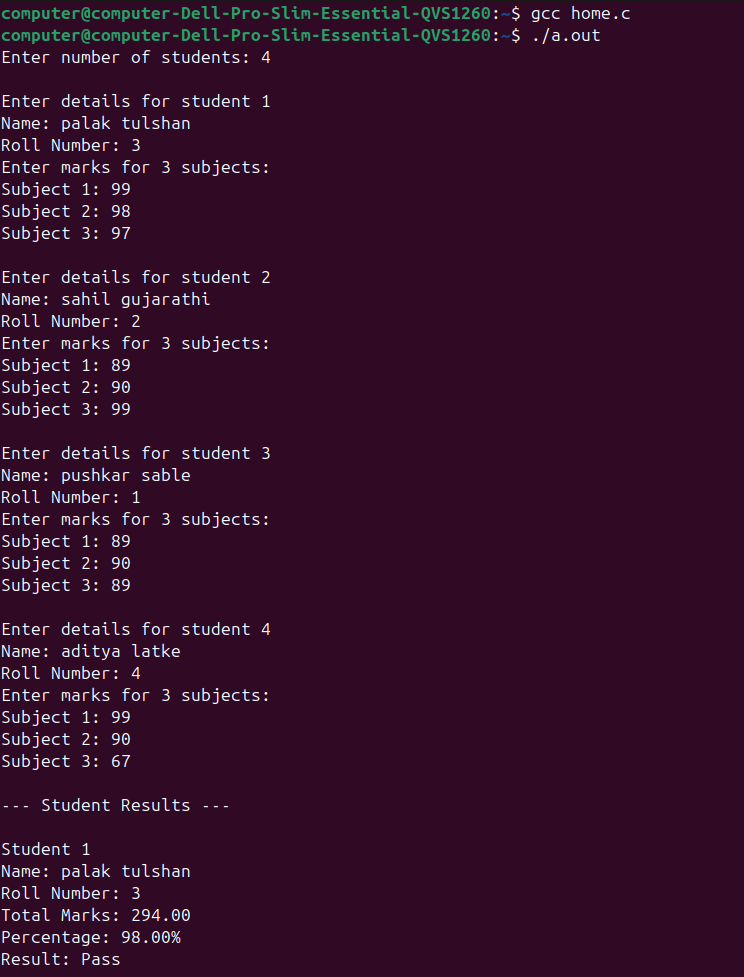 computer@computer-Dell-Pro-Slim-Essential-QVS1260:~$ gcc home.c
computer@computer-Dell-Pro-Slim-Essential-QVS1260:~$ ./a.out
Enter number of students: 4

Enter details for student 1
Name: palak tulshan
Roll Number: 3
Enter marks for 3 subjects:
Subject 1: 99
Subject 2: 98
Subject 3: 97

Enter details for student 2
Name: sahil gujarathi
Roll Number: 2
Enter marks for 3 subjects:
Subject 1: 89
Subject 2: 90
Subject 3: 99

Enter details for student 3
Name: pushkar sable
Roll Number: 1
Enter marks for 3 subjects:
Subject 1: 89
Subject 2: 90
Subject 3: 89

Enter details for student 4
Name: aditya latke
Roll Number: 4
Enter marks for 3 subjects:
Subject 1: 99
Subject 2: 90
Subject 3: 67

--- Student Results ---

Student 1
Name: palak tulshan
Roll Number: 3
Total Marks: 294.00
Percentage: 98.00%
Result: Pass